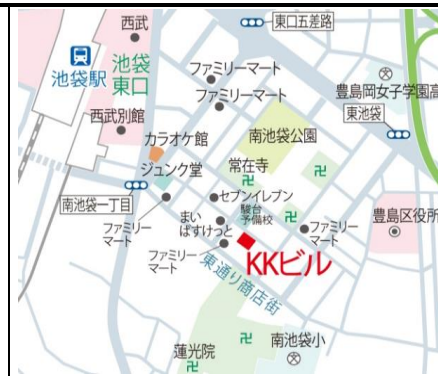 西武
東口五差路
池袋駅
池袋
東口
ファミリーマート
ファミリーマート
豊島岡女子学園高
東池袋
西武別館
カラオケ館
南池袋公園
ジュンク堂
常在寺
南池袋一丁目
セブンイレブン
駿台
予備校
ファミリー
マート
まい
ばすけっと
ファミリー
マート
豊島区役所
ファミリー
マート
KKビル
東通り商店街
蓮光院
南池袋小